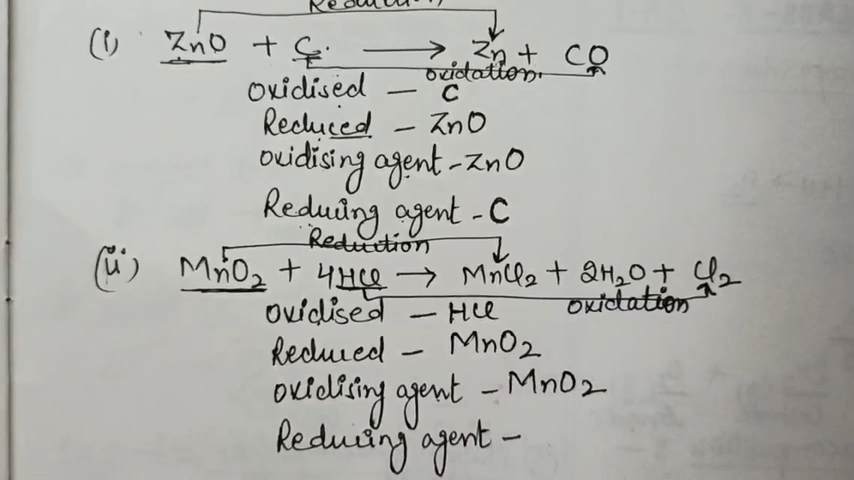 Reduction
(i) ZnO + C → Zn + CO
oxidation
oxidised — C
Reduced - ZnO
oxidising agent - ZnO
Reducing agent - C
Reduction
(ii) MnO2 + 4HCl → MnCl2 + 2H2O + Cl2
oxidation
oxidised — HCl
Reduced — MnO2
oxidising agent — MnO2
Reducing agent —